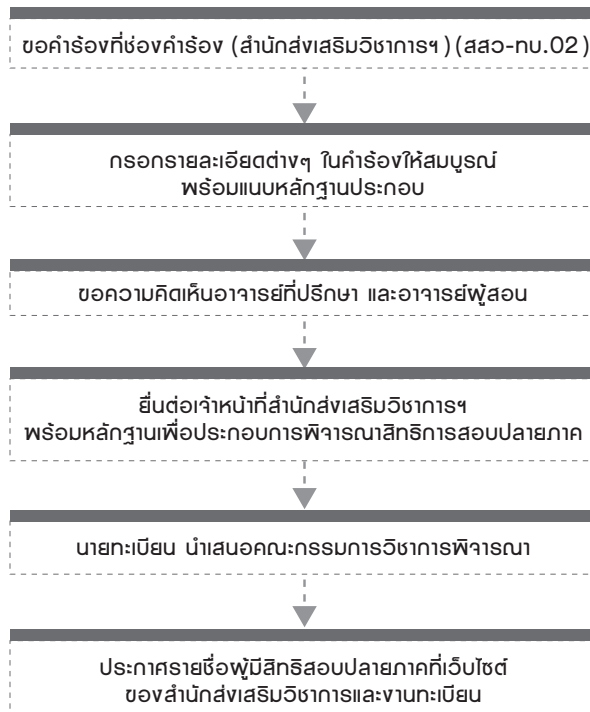 ขอคำร้องที่ช่องคำร้อง (สำนักส่งเสริมวิชาการฯ) (สสว-ทบ.02)
กรอกรายละเอียดต่างๆ ในคำร้องให้สมบูรณ์
พร้อมแนบหลักฐานประกอบ
ขอความคิดเห็นอาจารย์ที่ปรึกษา และอาจารย์ผู้สอน
ยื่นต่อเจ้าหน้าที่สำนักส่งเสริมวิชาการฯ
พร้อมหลักฐานเพื่อประกอบการพิจารณาสิทธิการสอบปลายภาค
นายทะเบียน นำเสนอคณะกรรมการวิชาการพิจารณา
ประกาศรายชื่อผู้มีสิทธิสอบปลายภาคที่เว็บไซต์
ของสำนักส่งเสริมวิชาการและงานทะเบียน